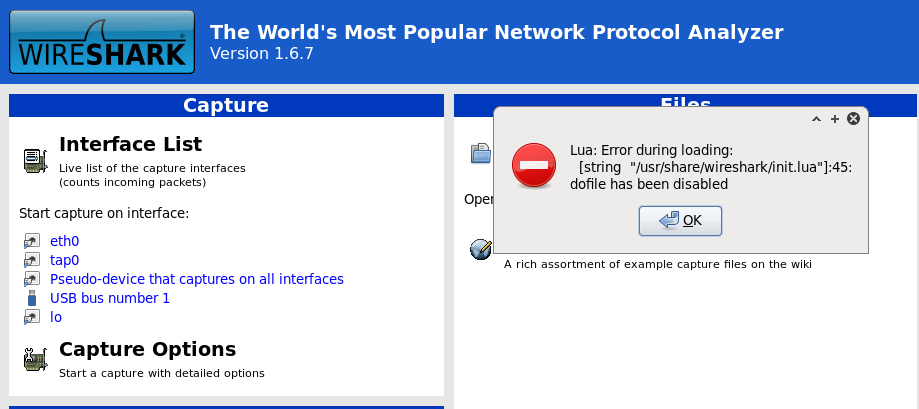 WIRESHARK
The World's Most Popular Network Protocol Analyzer
Version 1.6.7
Capture
Interface List
Live list of the capture interfaces
(counts incoming packets)
Start capture on interface:
eth0
tap0
Pseudo-device that captures on all interfaces
USB bus number 1
lo
Capture Options
Start a capture with detailed options
Files
Lua: Error during loading:
[string "/usr/share/wireshark/init.lua"]:45:
dofile has been disabled
OK
A rich assortment of example capture files on the wiki